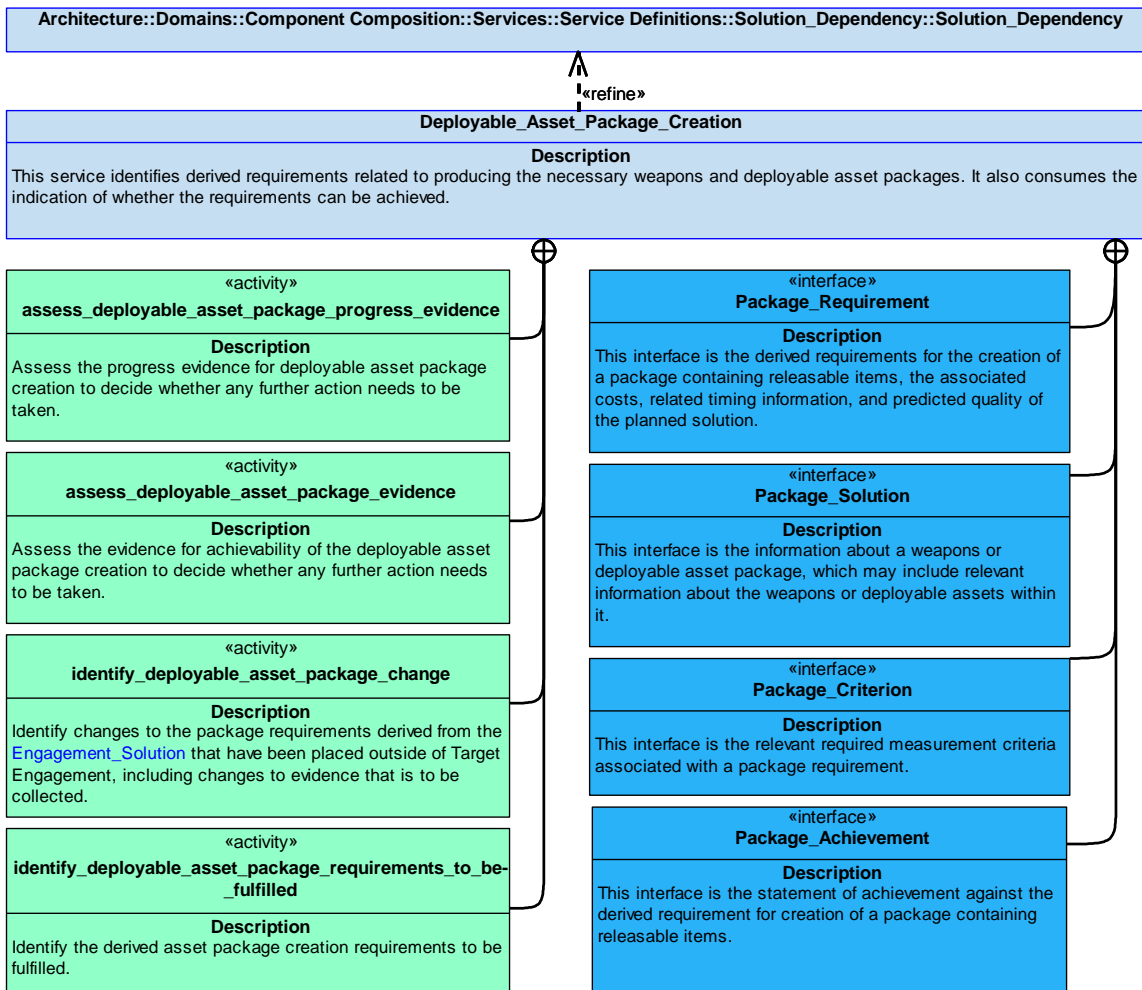 Architecture::Domains::Component Composition::Services::Service Definitions::Solution_Dependency::Solution_Dependency
«refine»
Deployable_Asset_Package_Creation
Description
This service identifies derived requirements related to producing the necessary weapons and deployable asset packages. It also consumes the
indication of whether the requirements can be achieved.
«activity»
assess_deployable_asset_package_progress_evidence
Description
Assess the progress evidence for deployable asset package
creation to decide whether any further action needs to be
taken.
«activity»
assess_deployable_asset_package_evidence
Description
Assess the evidence for achievability of the deployable asset
package creation to decide whether any further action needs
to be taken.
«activity»
identify_deployable_asset_package_change
Description
Identify changes to the package requirements derived from the
Engagement_Solution that have been placed outside of Target
Engagement, including changes to evidence that is to be
collected.
«activity»
identify_deployable_asset_package_requirements_to_be-
_fulfilled
Description
Identify the derived asset package creation requirements to be
fulfilled.
«interface»
Package_Requirement
Description
This interface is the derived requirements for the creation of
a package containing releasable items, the associated
costs, related timing information, and predicted quality of
the planned solution.
«interface»
Package_Solution
Description
This interface is the information about a weapons or
deployable asset package, which may include relevant
information about the weapons or deployable assets within
it.
«interface»
Package_Criterion
Description
This interface is the relevant required measurement criteria
associated with a package requirement.
«interface»
Package_Achievement
Description
This interface is the statement of achievement against the
derived requirement for creation of a package containing
releasable items.